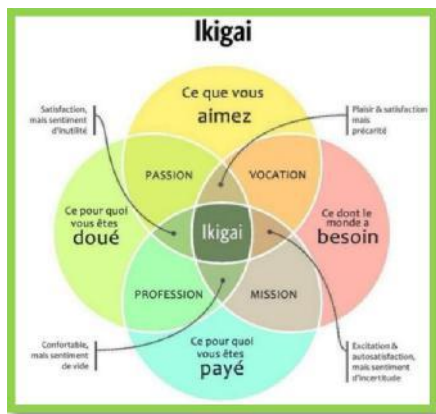 Ikigai
Ce que vous
aimez
Satisfaction,
mais sentiment
d'inutilité
Plaisir & satisfaction
mais
précarité
PASSION
VOCATION
Ce pour quoi
vous êtes
doué
Ikigai
Ce dont le
monde a
besoin
PROFESSION
MISSION
Confortable,
mais sentiment
de vide
Ce pour quoi
vous êtes
payé
Excitation &
autosatisfaction,
mais sentiment
d'incertitude